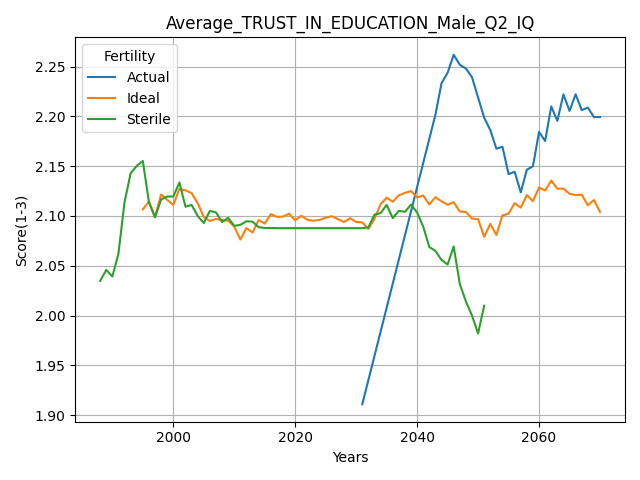 Average_TRUST_IN_EDUCATION_Male_Q2_IQ
Fertility
Actual
Ideal
Sterile
Score(1-3)
2.25
2.20
2.15
2.10
2.05
2.00
1.95
1.90
2000 2020 2040 2060
Years